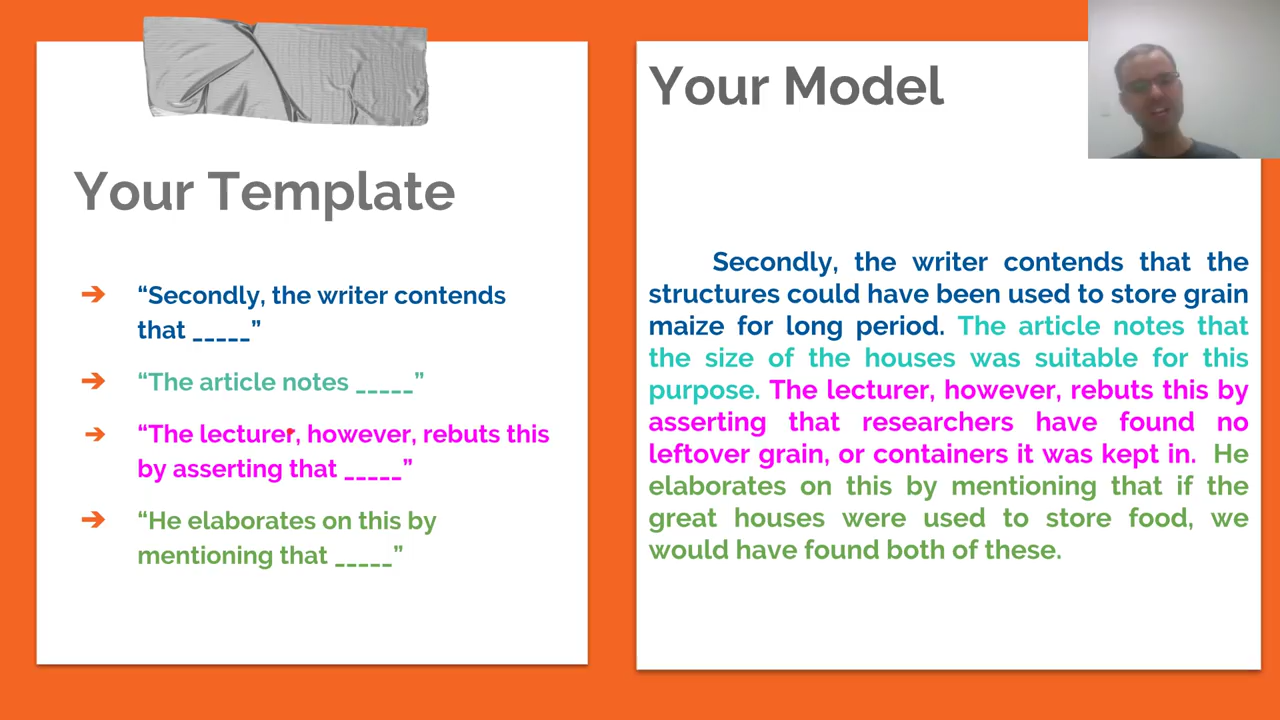 Your Template
➔ “Secondly, the writer contends
that _____”
➔ “The article notes _____”
➔ “The lecturer, however, rebuts this
by asserting that _____”
➔ “He elaborates on this by
mentioning that _____”
Your Model
Secondly, the writer contends that the
structures could have been used to store grain
maize for long period. The article notes that
the size of the houses was suitable for this
purpose. The lecturer, however, rebuts this by
asserting that researchers have found no
leftover grain, or containers it was kept in. He
elaborates on this by mentioning that if the
great houses were used to store food, we
would have found both of these.